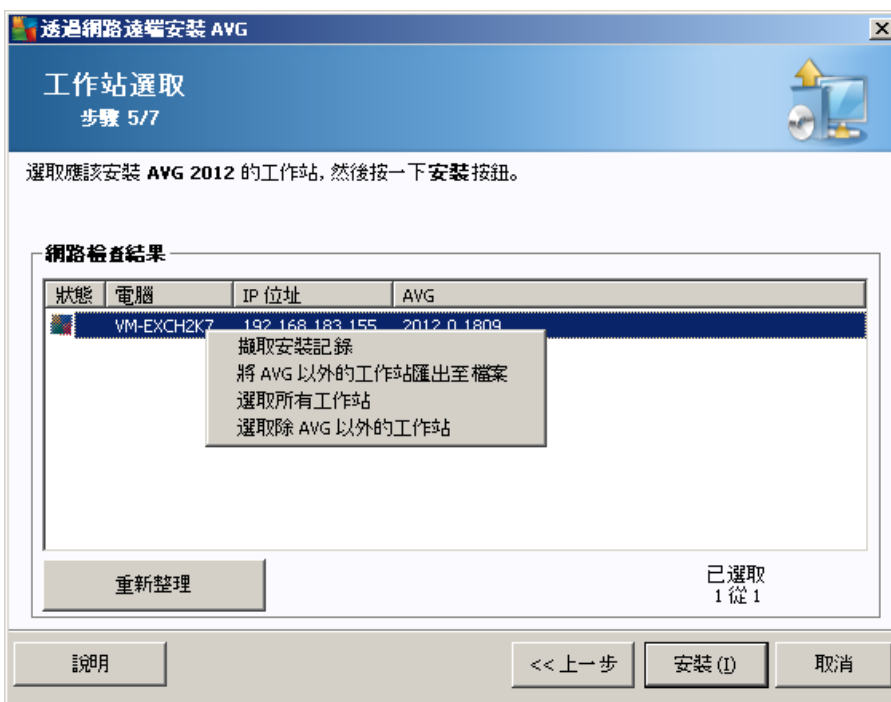 透過網路遠端安裝 AVG
工作站選取
步驟 5/7
選取應該安裝 AVG 2012 的工作站, 然後按一下安裝按鈕。
網路檢查結果
狀態 電腦 IP 位址 AVG
VM-EXCH2K7 192.168.183.155 2012.0.1809
擷取安裝記錄
將 AVG 以外的工作站匯出至檔案
選取所有工作站
選取除 AVG 以外的工作站
重新整理
已選取
1 從 1
說明
<< 上一步
安裝 (I)
取消